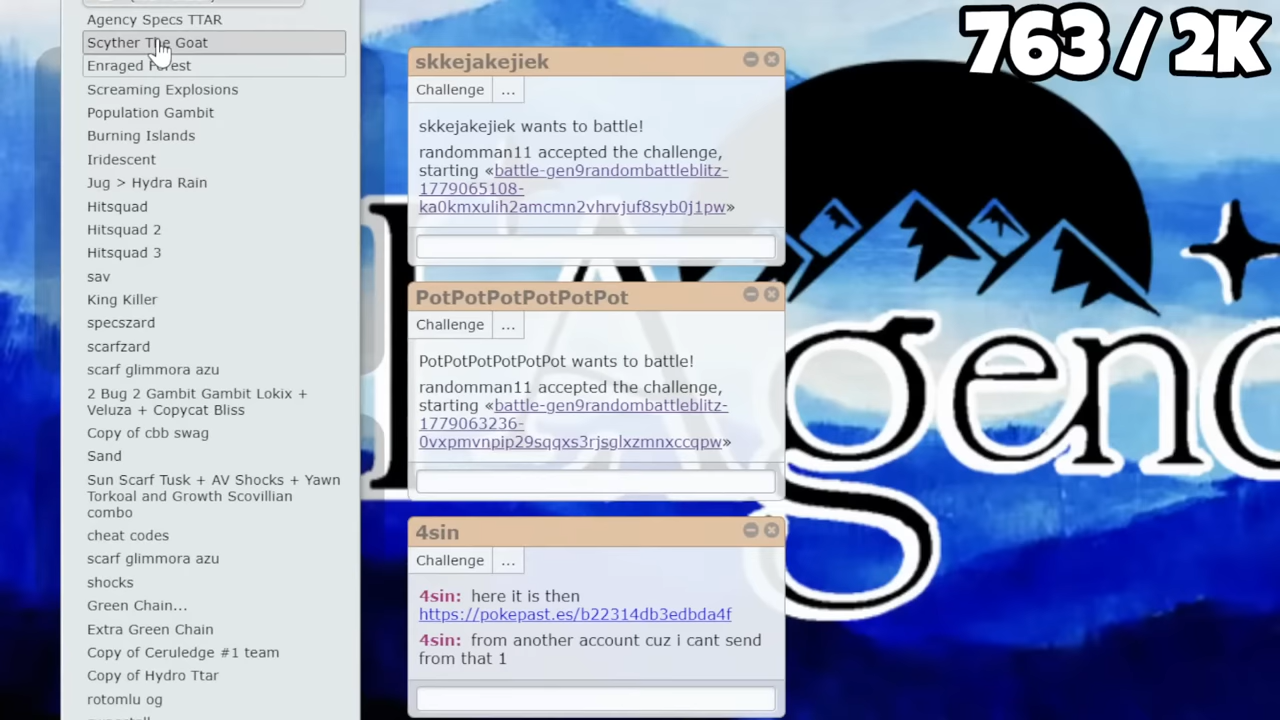 763 / 2K
Agency Specs TTAR
Scyther The Goat
Enraged Forest
Screaming Explosions
Population Gambit
Burning Islands
Iridescent
Jug > Hydra Rain
Hitsquad
Hitsquad 2
Hitsquad 3
sav
King Killer
specszard
scarfzard
scarf glimmora azu
2 Bug 2 Gambit Gambit Lokix +
Veluza + Copycat Bliss
Copy of cbb swag
Sand
Sun Scarf Tusk + AV Shocks + Yawn
Torkoal and Growth Scovillian
combo
cheat codes
scarf glimmora azu
shocks
Green Chain...
Extra Green Chain
Copy of Ceruledge #1 team
Copy of Hydro Ttar
rotomlu og
skkejakejiek
Challenge ...
skkejakejiek wants to battle!
randomman11 accepted the challenge,
starting «battle-gen9randombattleblitz-
1779065108-
ka0kmxulih2amcmn2vhrvjuf8syb0j1pw»
PotPotPotPotPotPot
Challenge ...
PotPotPotPotPotPot wants to battle!
randomman11 accepted the challenge,
starting «battle-gen9randombattleblitz-
1779063236-
0vxpmvnpip29sqqxs3rjsglxzmnxccqpw»
4sin
Challenge ...
4sin: here it is then
https://pokepast.es/b22314db3edbda4f
4sin: from another account cuz i cant send
from that 1